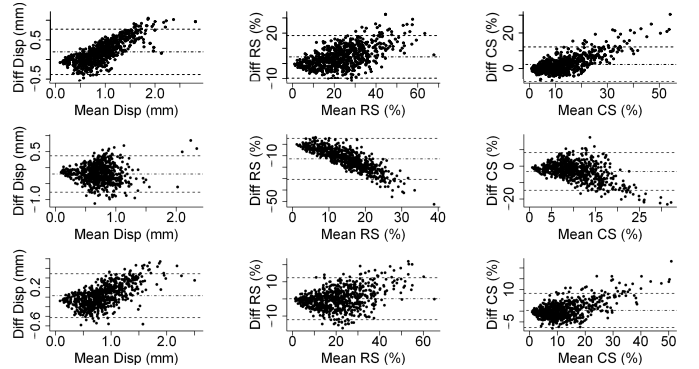 Diff Disp (mm)
−0.5 0.5
0.0 1.0 2.0
Mean Disp (mm)
Diff RS (%)
−10 20
0 20 40 60
Mean RS (%)
Diff CS (%)
0 20
0 10 30 50
Mean CS (%)
Diff Disp (mm)
−1.0 0.5
0.0 1.0 2.0
Mean Disp (mm)
Diff RS (%)
−50 −10
0 10 20 30 40
Mean RS (%)
Diff CS (%)
−20 0
0 5 15 25
Mean CS (%)
Diff Disp (mm)
−0.6 0.2
0.0 1.0 2.0
Mean Disp (mm)
Diff RS (%)
−10 10
0 20 40 60
Mean RS (%)
Diff CS (%)
−5 10
0 10 20 30 40 50
Mean CS (%)